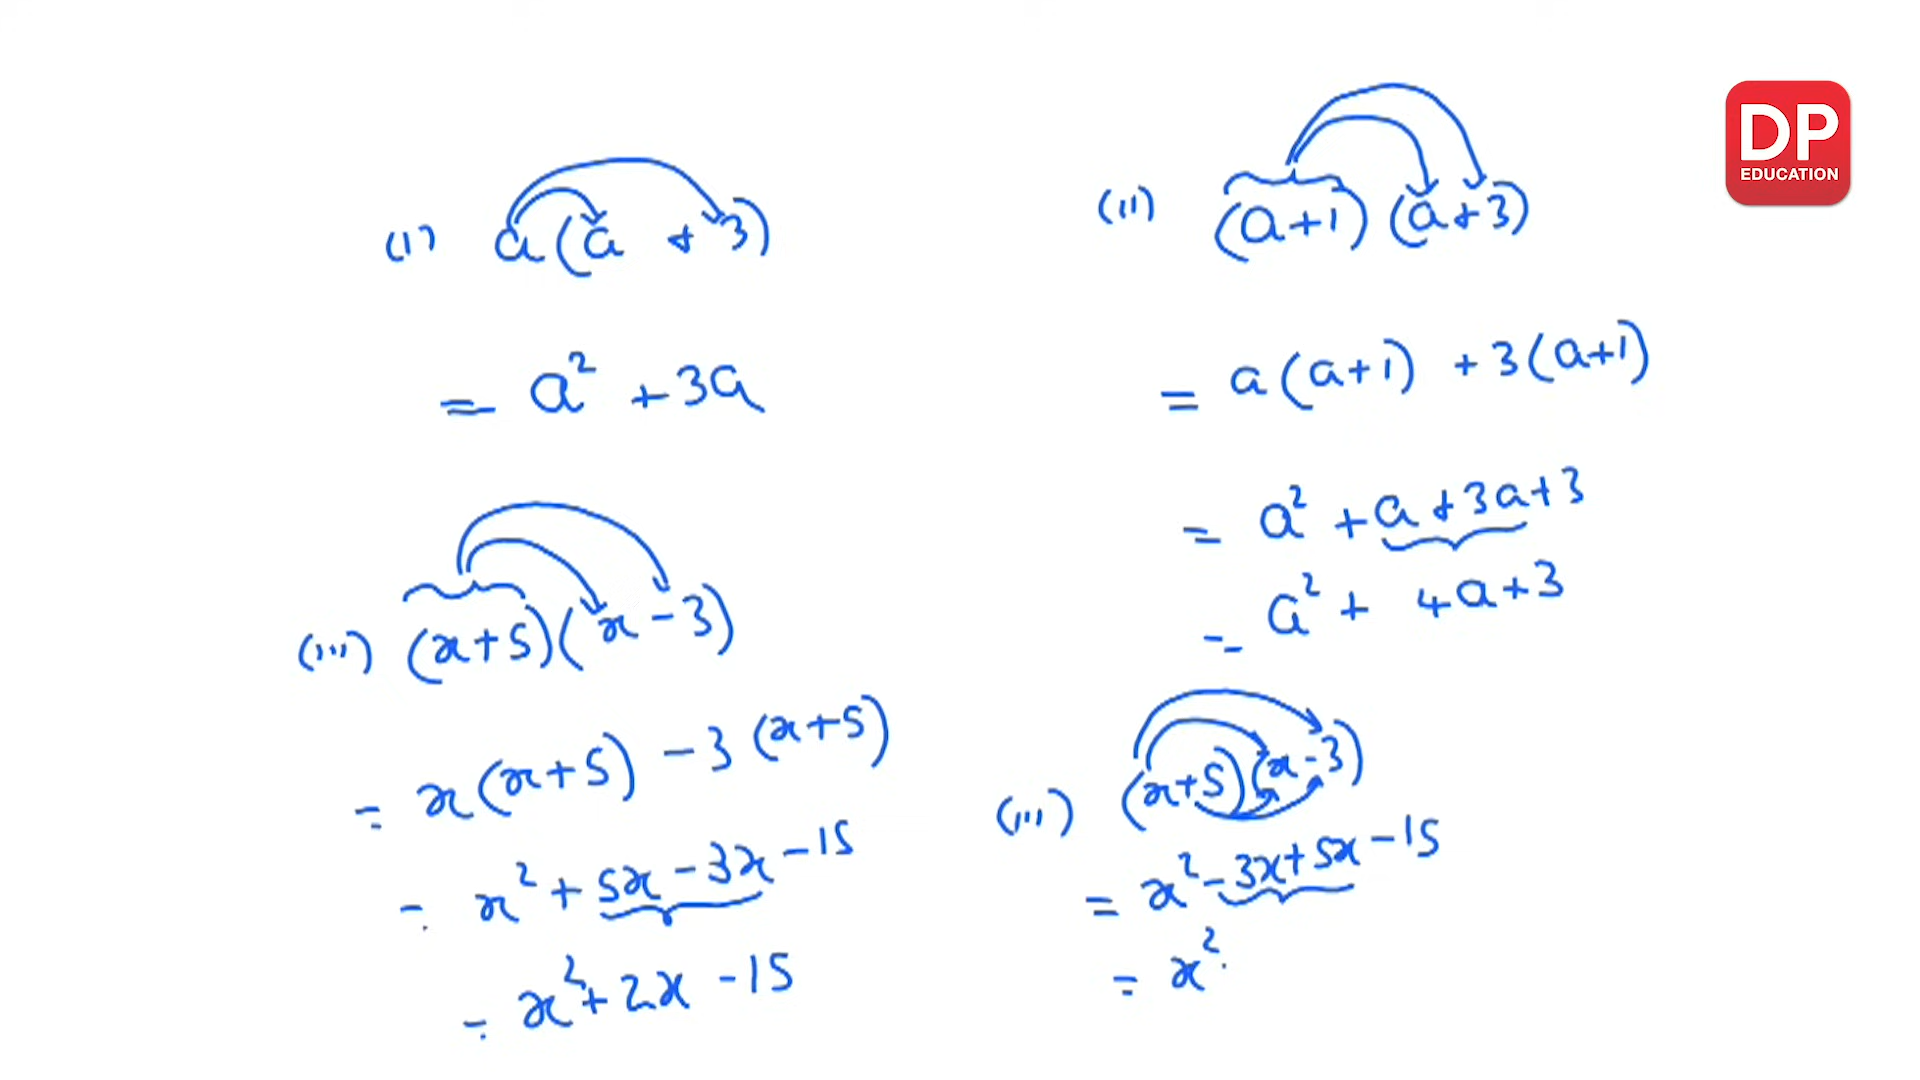 DP
EDUCATION
(i) a(a + 3)
= a² + 3a
(ii) (a+1)(a+3)
= a(a+1) + 3(a+1)
= a² + a + 3a + 3
= a² + 4a + 3
(iii) (x+5)(x-3)
= x(x+5) - 3(x+5)
= x² + 5x - 3x - 15
= x² + 2x - 15
(iii) (x+5)(x-3)
= x² - 3x + 5x - 15
= x²